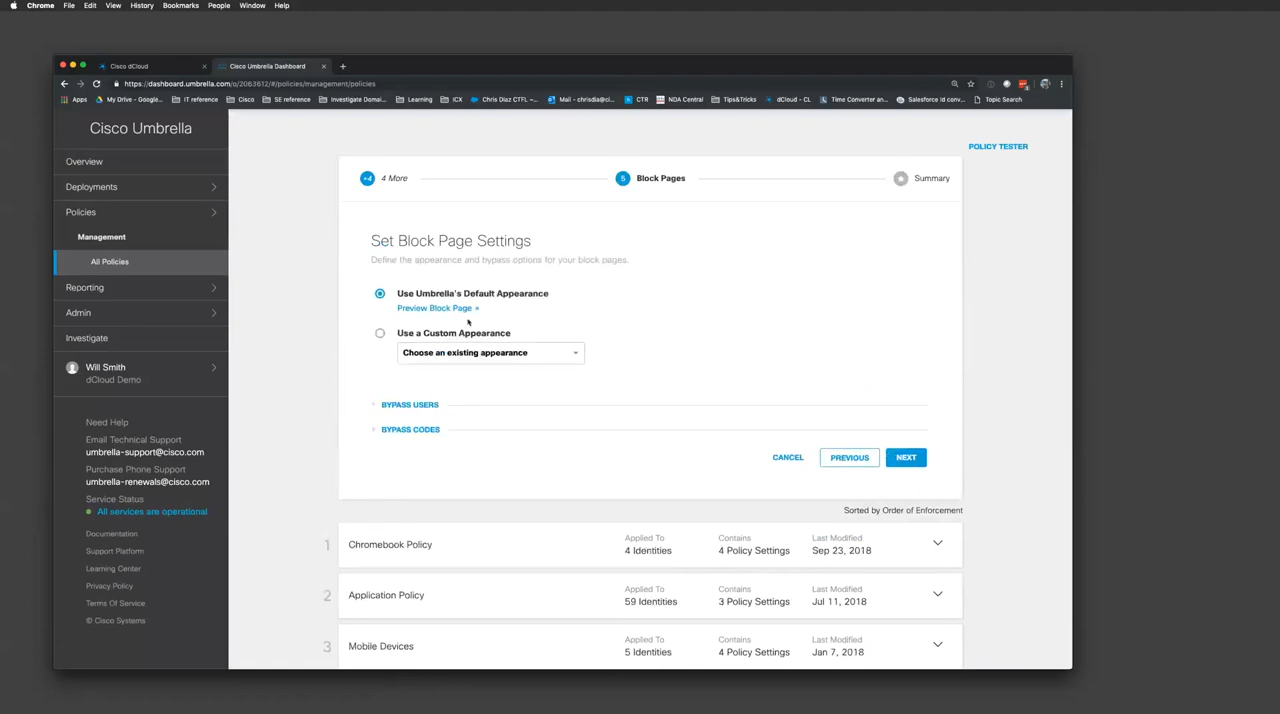 Chrome File Edit View History Bookmarks People Window Help
Cisco dCloud
Cisco Umbrella Dashboard
https://dashboard.umbrella.com/o/2063612/#/policies/management/policies
Apps My Drive - Google... IT reference Cisco SE reference Investigate Domai... Learning ICX Chris Diaz CTFL –... Mail - chrisdia@ci... CTR NDA Central Tips&Tricks dCloud - CL Time Converter an... Salesforce Id conv... Topic Search
Cisco Umbrella
Overview
Deployments
Policies
Management
All Policies
Reporting
Admin
Investigate
Will Smith
dCloud Demo
Need Help
Email Technical Support
umbrella-support@cisco.com
Purchase Phone Support
umbrella-renewals@cisco.com
Service Status
All services are operational
Documentation
Support Platform
Learning Center
Privacy Policy
Terms Of Service
© Cisco Systems
POLICY TESTER
+4 4 More
5 Block Pages
Summary
Set Block Page Settings
Define the appearance and bypass options for your block pages.
Use Umbrella's Default Appearance
Preview Block Page »
Use a Custom Appearance
Choose an existing appearance
BYPASS USERS
BYPASS CODES
CANCEL PREVIOUS NEXT
Sorted by Order of Enforcement
1 Chromebook Policy
Applied To
4 Identities
Contains
4 Policy Settings
Last Modified
Sep 23, 2018
2 Application Policy
Applied To
59 Identities
Contains
3 Policy Settings
Last Modified
Jul 11, 2018
3 Mobile Devices
Applied To
5 Identities
Contains
4 Policy Settings
Last Modified
Jan 7, 2018